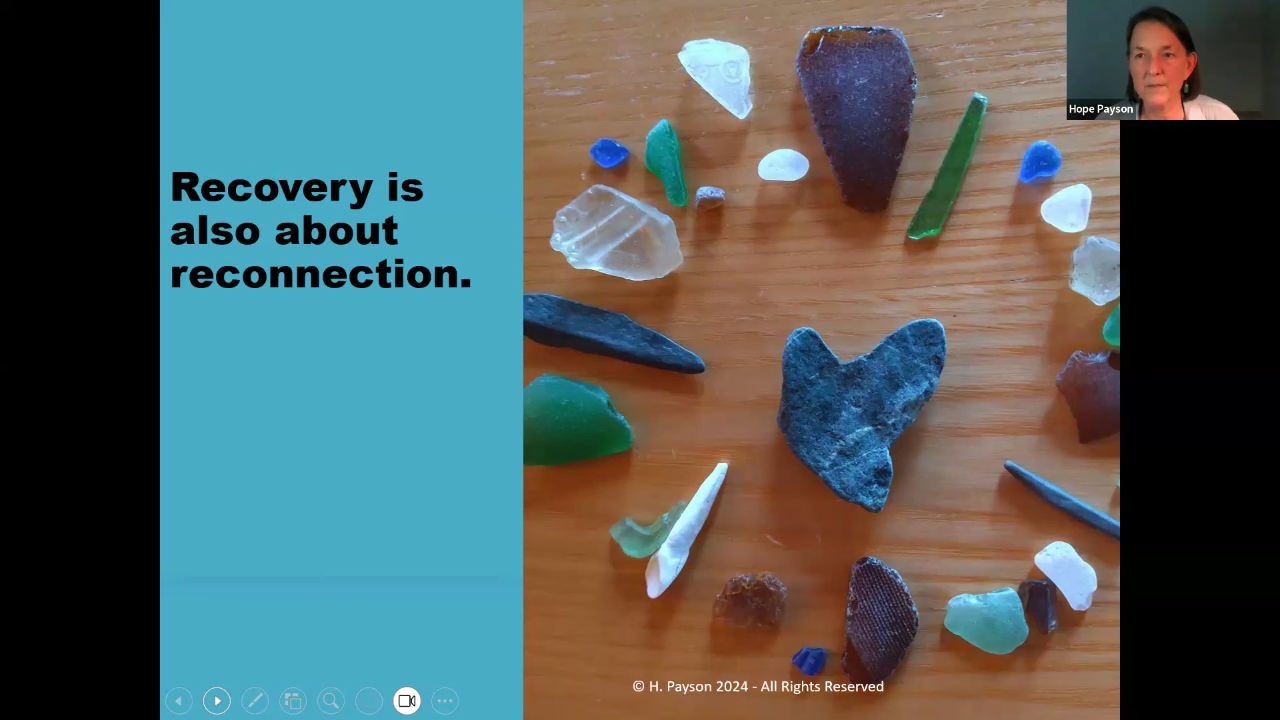 Hope Payson
Recovery is
also about
reconnection.
© H. Payson 2024 - All Rights Reserved